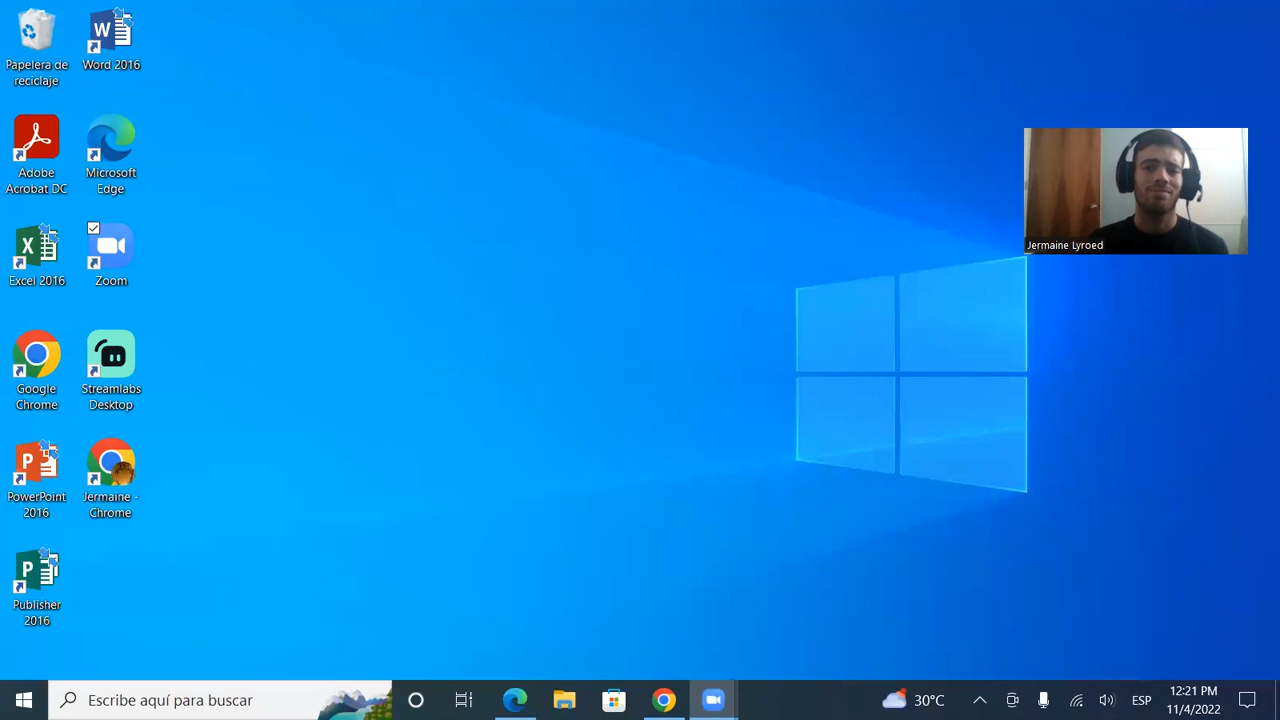 Papelera de
reciclaje
Word 2016
Adobe
Acrobat DC
Microsoft
Edge
Excel 2016
Zoom
Google
Chrome
Streamlabs
Desktop
PowerPoint
2016
Jermaine -
Chrome
Publisher
2016
Jermaine Lyroed
Escribe aquí para buscar
30°C
ESP
12:21 PM
11/4/2022